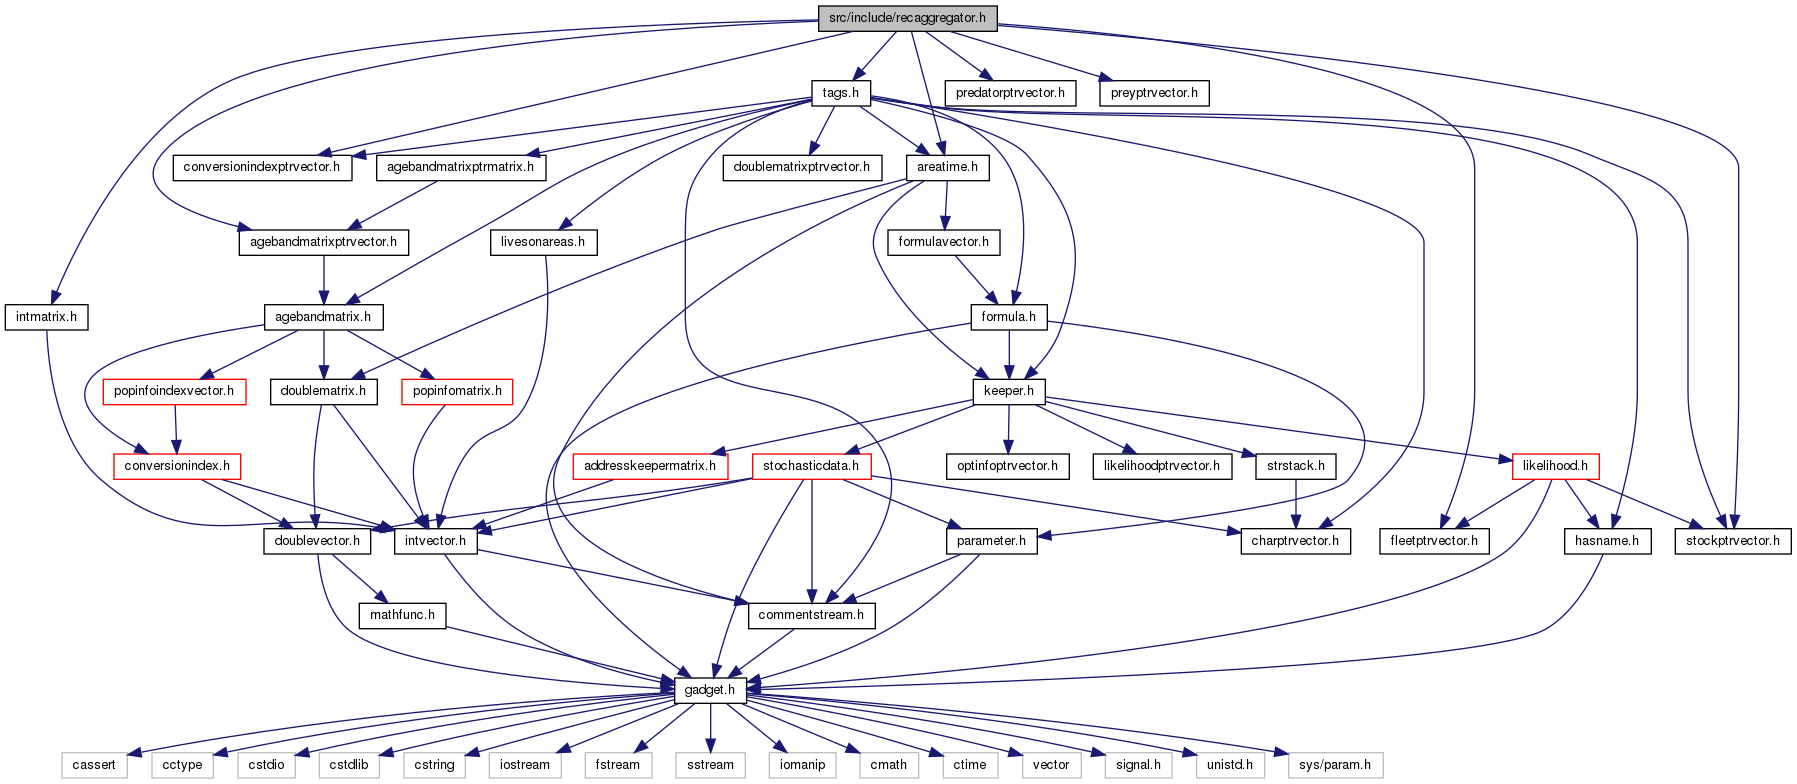 src/include/recaggregator.h
tags.h
predatorptrvector.h
preyptrvector.h
conversionindexptrvector.h
agebandmatrixptrmatrix.h
doublematrixptrvector.h
areatime.h
agebandmatrixptrvector.h
livesonareas.h
formulavector.h
intmatrix.h
agebandmatrix.h
formula.h
popinfoindexvector.h
doublematrix.h
popinfomatrix.h
keeper.h
conversionindex.h
addresskeepermatrix.h
stochasticdata.h
optinfoptrvector.h
likelihoodptrvector.h
strstack.h
likelihood.h
doublevector.h
intvector.h
parameter.h
charptrvector.h
fleetptrvector.h
hasname.h
stockptrvector.h
mathfunc.h
commentstream.h
gadget.h
cassert
cctype
cstdio
cstdlib
cstring
iostream
fstream
sstream
iomanip
cmath
ctime
vector
signal.h
unistd.h
sys/param.h